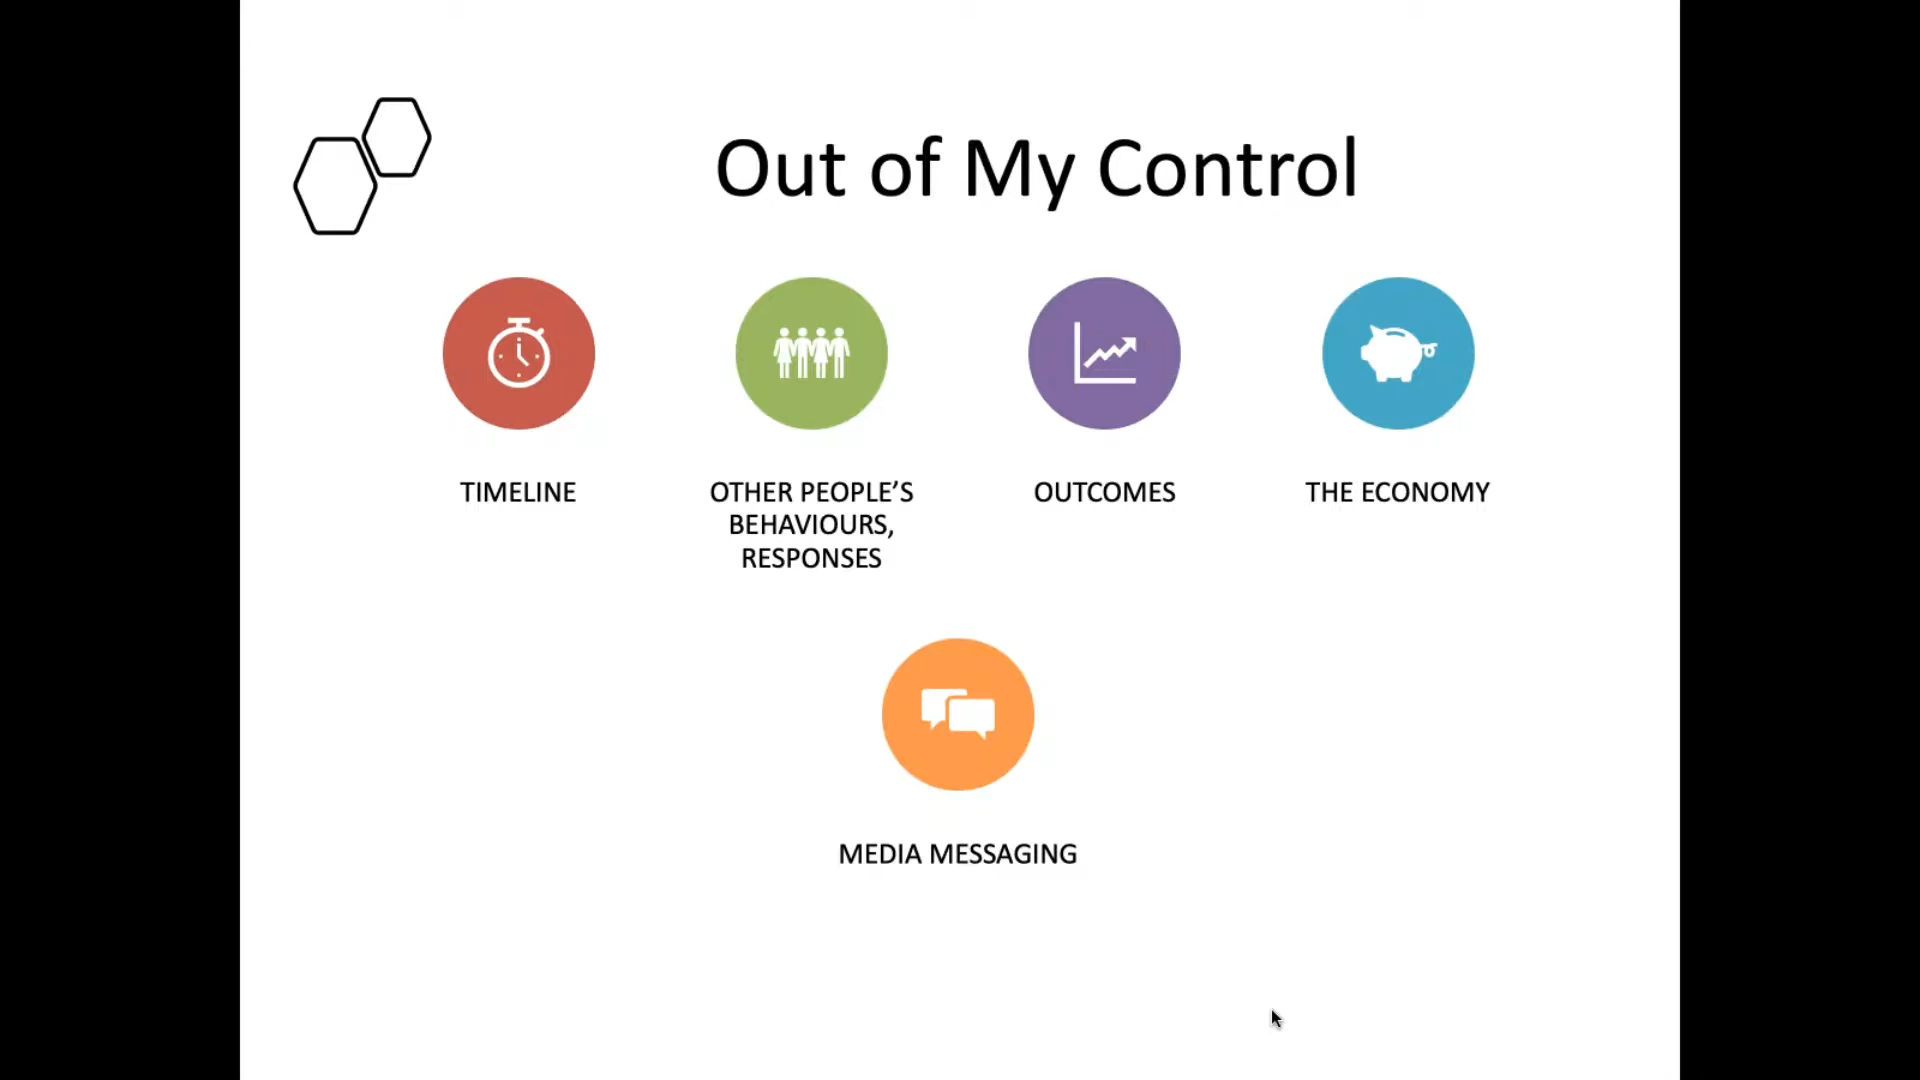 Out of My Control
TIMELINE
OTHER PEOPLE’S
BEHAVIOURS,
RESPONSES
OUTCOMES
THE ECONOMY
MEDIA MESSAGING